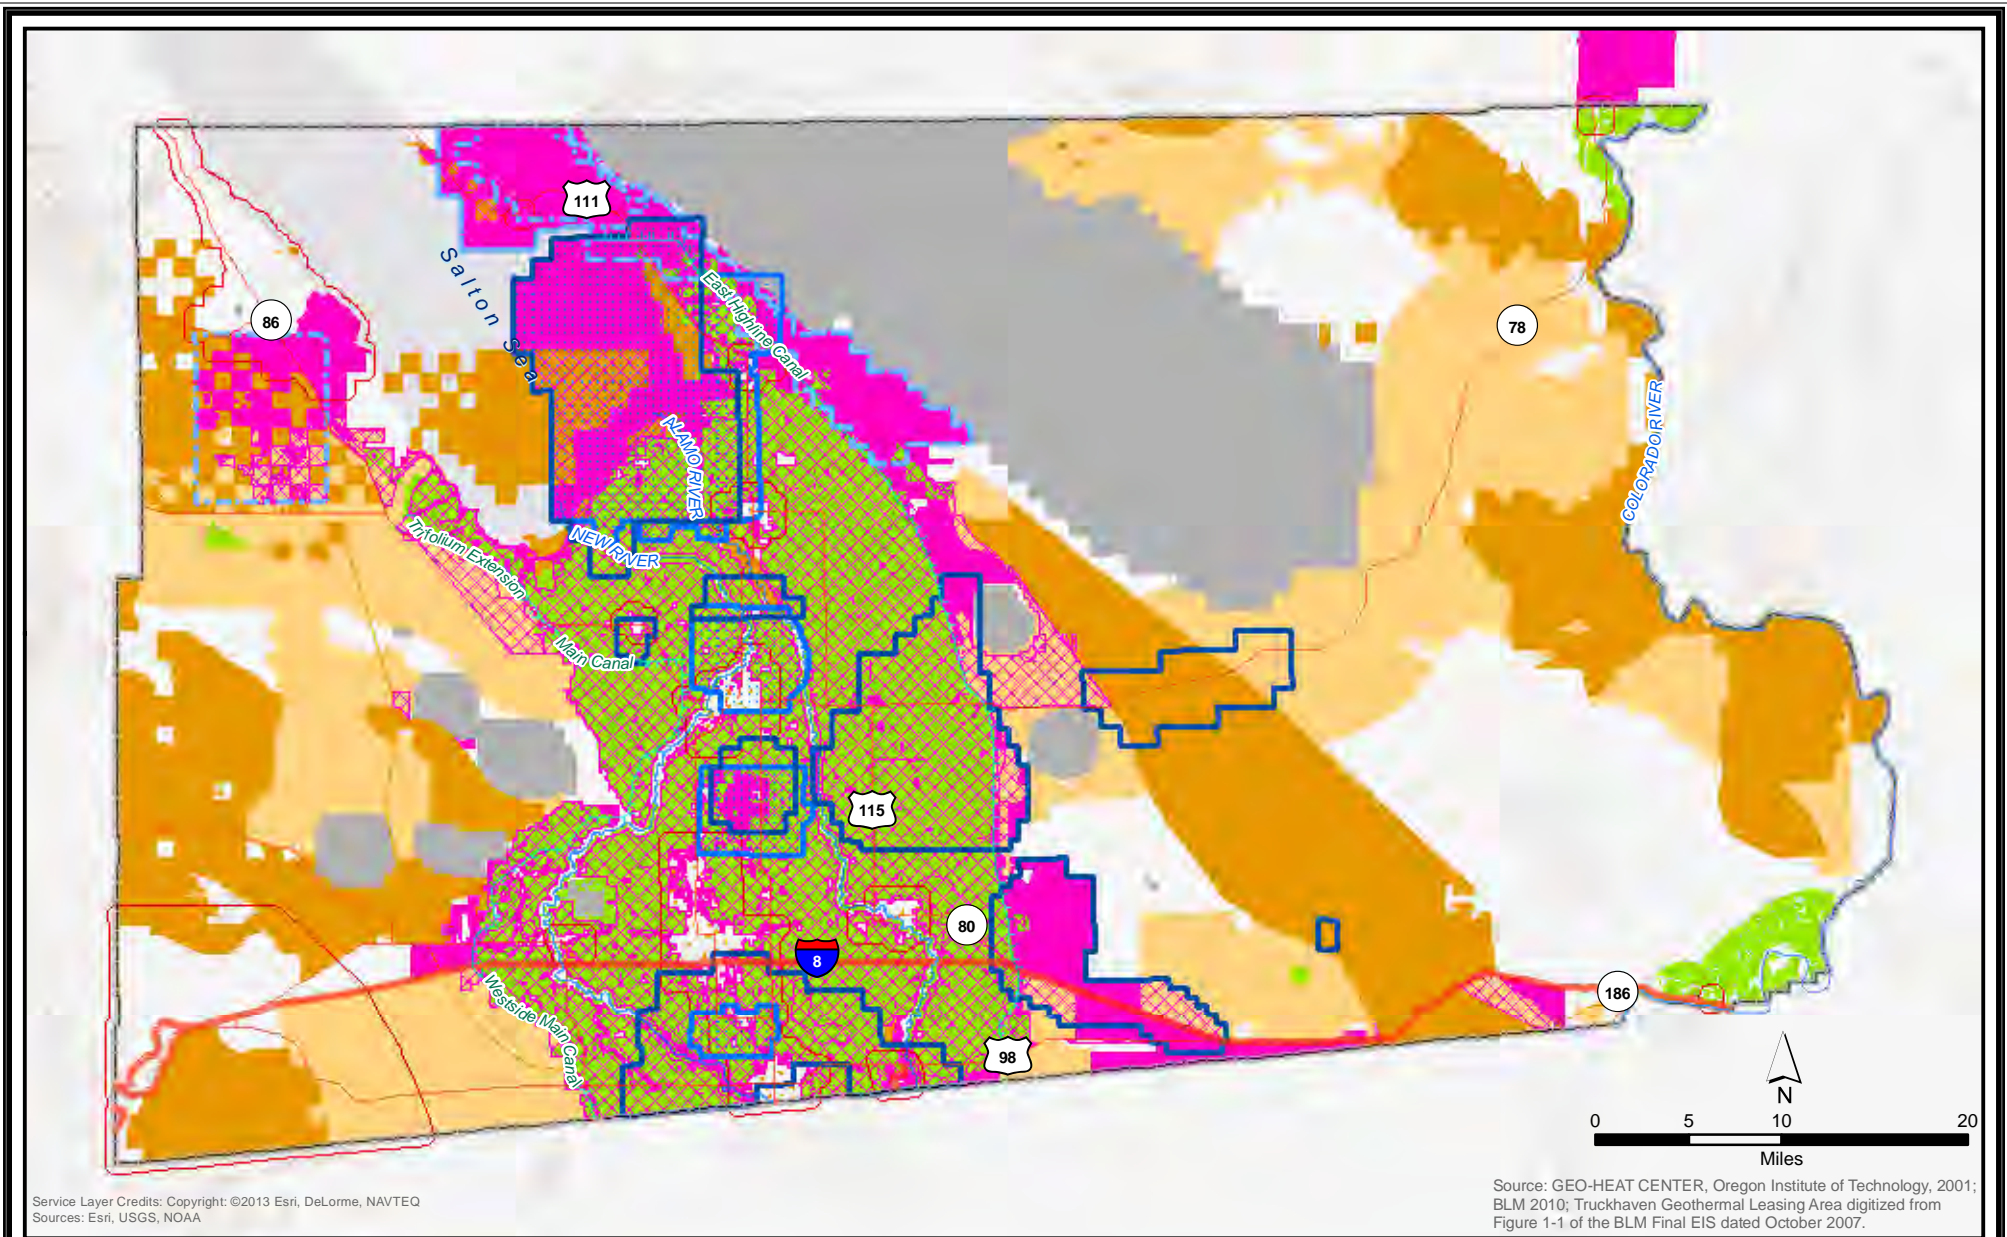 111
Salton Sea
East Highline Canal
86
78
ALAMO RIVER
COLORADO RIVER
NEW RIVER
Trifolium Extension
Main Canal
115
80
8
186
Westside Main Canal
98
N
0 5 10 20
Miles
Service Layer Credits: Copyright: ©2013 Esri, DeLorme, NAVTEQ
Sources: Esri, USGS, NOAA
Source: GEO-HEAT CENTER, Oregon Institute of Technology, 2001;
BLM 2010; Truckhaven Geothermal Leasing Area digitized from
Figure 1-1 of the BLM Final EIS dated October 2007.